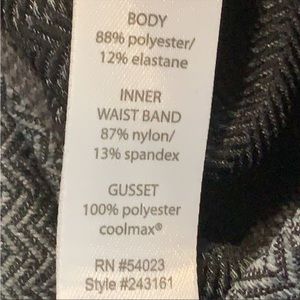 BODY
88% polyester/
12% elastane
INNER
WAIST BAND
87% nylon/
13% spandex
GUSSET
100% polyester
coolmax®
RN #54023
Style #243161